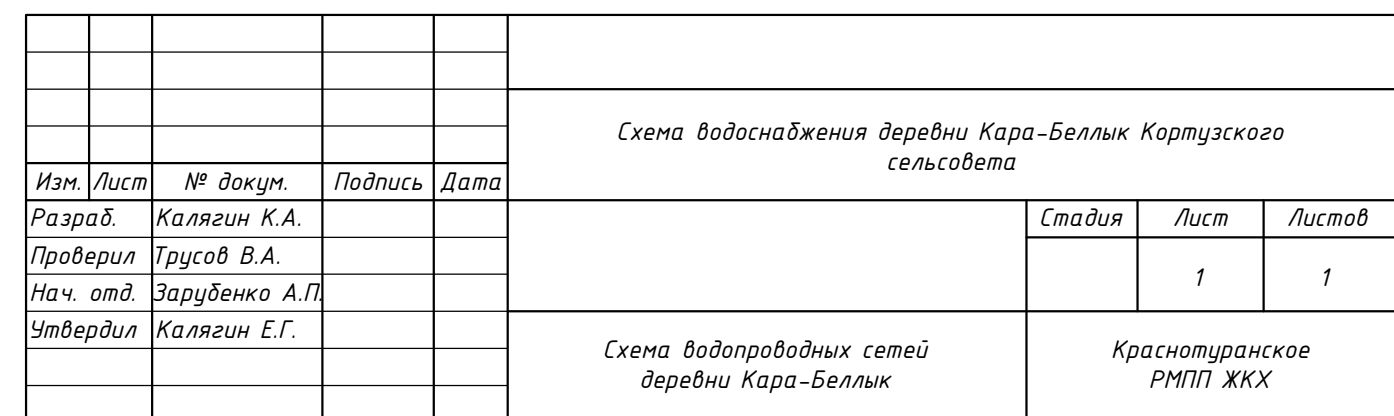 Схема водоснабжения деревни Кара-Беллык Кортузского
сельсовета
Изм. Лист № докум. Подпись Дата
Разраб. Калягин К.А.
Стадия Лист Листов
Проверил Трусов В.А.
Нач. отд. Зарубенко А.П.
1 1
Утвердил Калягин Е.Г.
Схема водопроводных сетей
деревни Кара-Беллык
Краснотуранское
РМПП ЖКХ